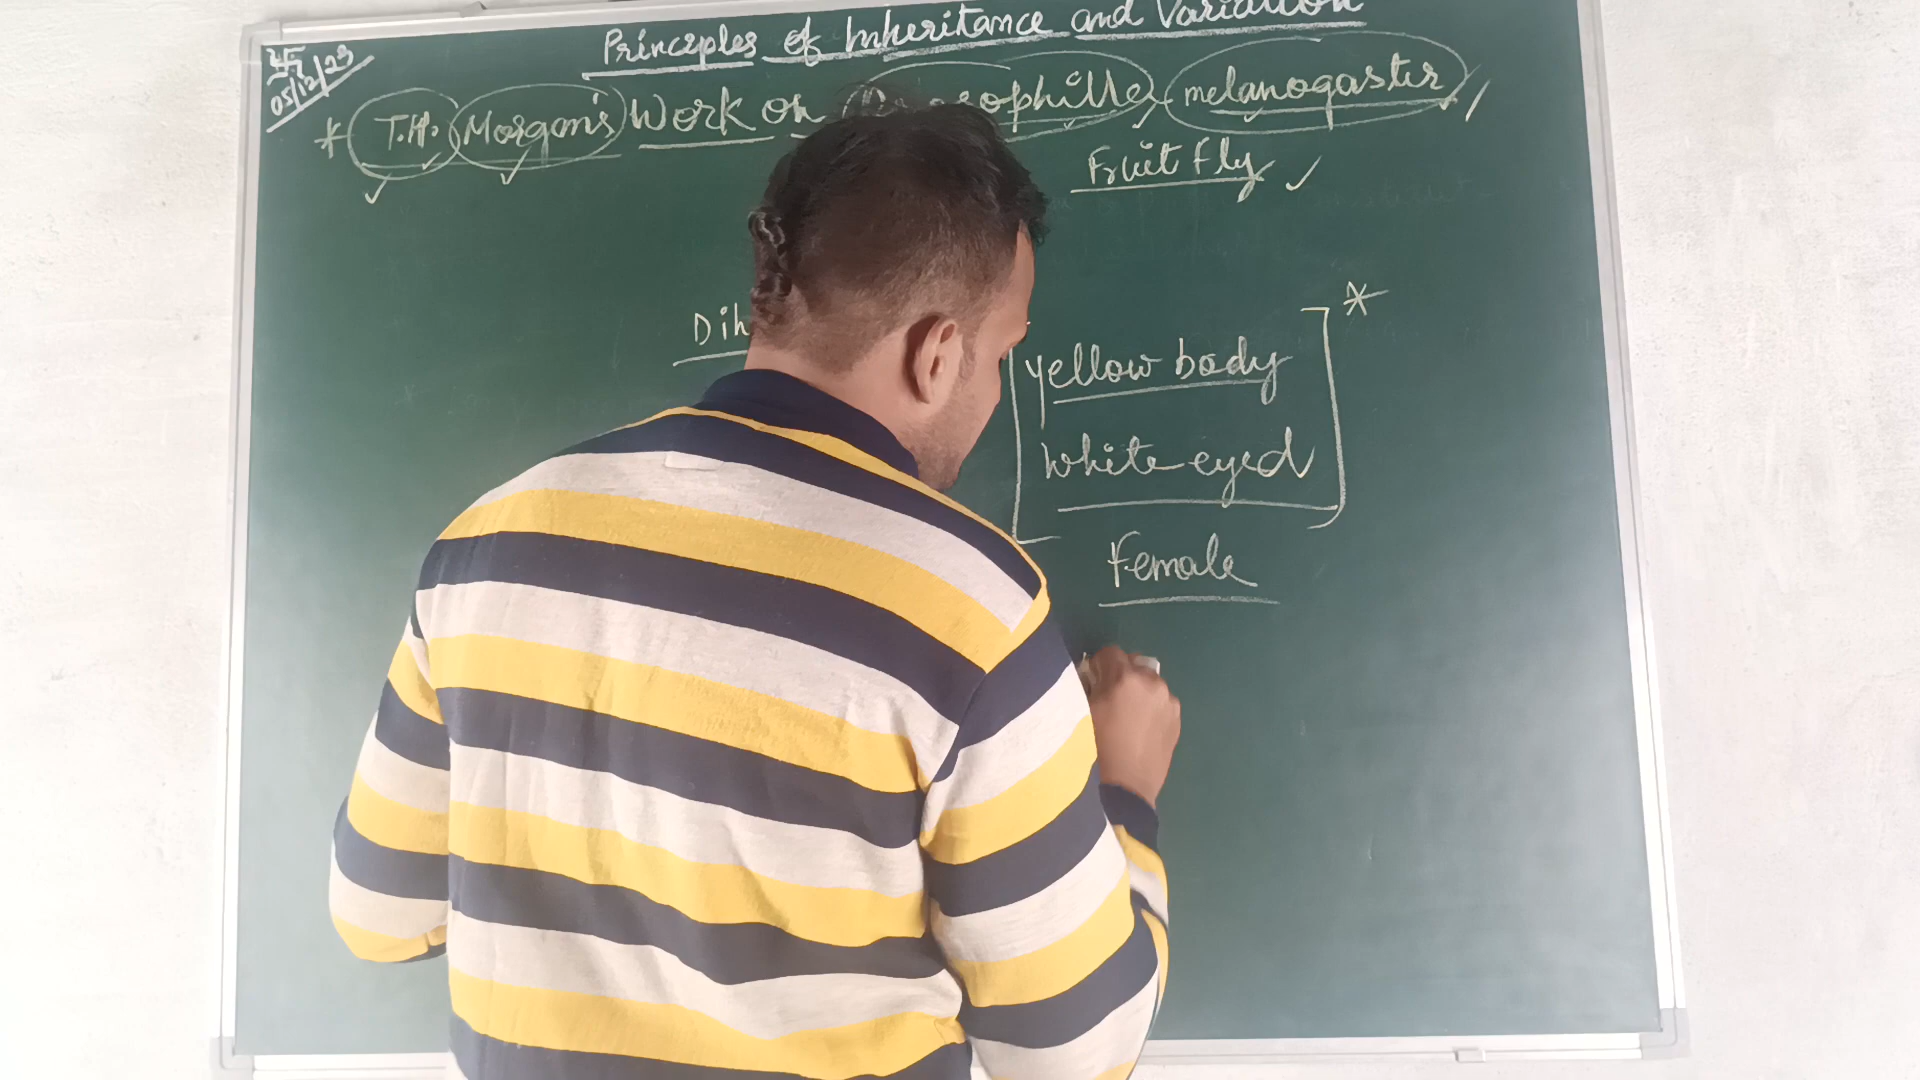 Principles of Inheritance and Variation
05/12/23
* T.H. Morgan's Work on melanogaster
Fruit Fly
*
Dih
yellow body
white eyed
Female